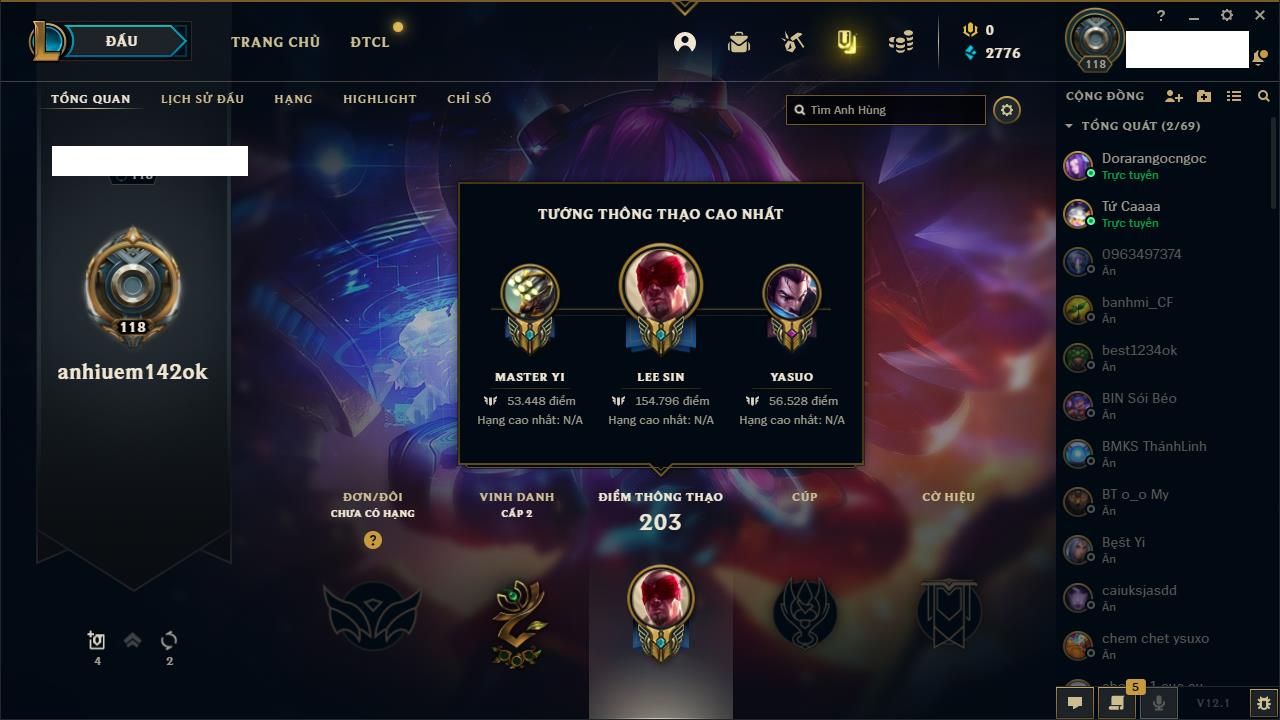 ĐẤU
TRANG CHỦ
ĐTCL
0
2776
118
TỔNG QUAN
LỊCH SỬ ĐẤU
HẠNG
HIGHLIGHT
CHỈ SỐ
Tìm Anh Hùng
118
anhiuem142ok
4
2
TƯỚNG THÔNG THẠO CAO NHẤT
MASTER YI
53.448 điểm
Hạng cao nhất: N/A
LEE SIN
154.796 điểm
Hạng cao nhất: N/A
YASUO
56.528 điểm
Hạng cao nhất: N/A
ĐƠN/ĐÔI
CHƯA CÓ HẠNG
?
VINH DANH
CẤP 2
ĐIỂM THÔNG THẠO
203
CÚP
CỜ HIỆU
CỘNG ĐỒNG
TỔNG QUÁT (2/69)
Dorarangocngoc
Trực tuyến
Tứ Caaaa
Trực tuyến
0963497374
Ẩn
banhmi_CF
Ẩn
best1234ok
Ẩn
BIN Sói Béo
Ẩn
BMKS ThánhLinh
Ẩn
BT o_o My
Ẩn
Bęšt Yi
Ẩn
caiuksjasdd
Ẩn
chem chet ysuxo
Ẩn
5
V12.1